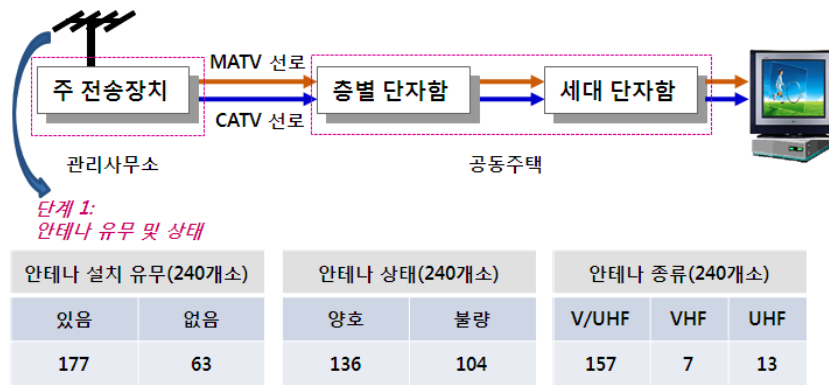 MATV 선로
주 전송장치
층별 단자함
세대 단자함
CATV 선로
관리사무소
공동주택
단계 1:
안테나 유무 및 상태
안테나 설치 유무(240개소)
있음 없음
177 63
안테나 상태(240개소)
양호 불량
136 104
안테나 종류(240개소)
V/UHF VHF UHF
157 7 13